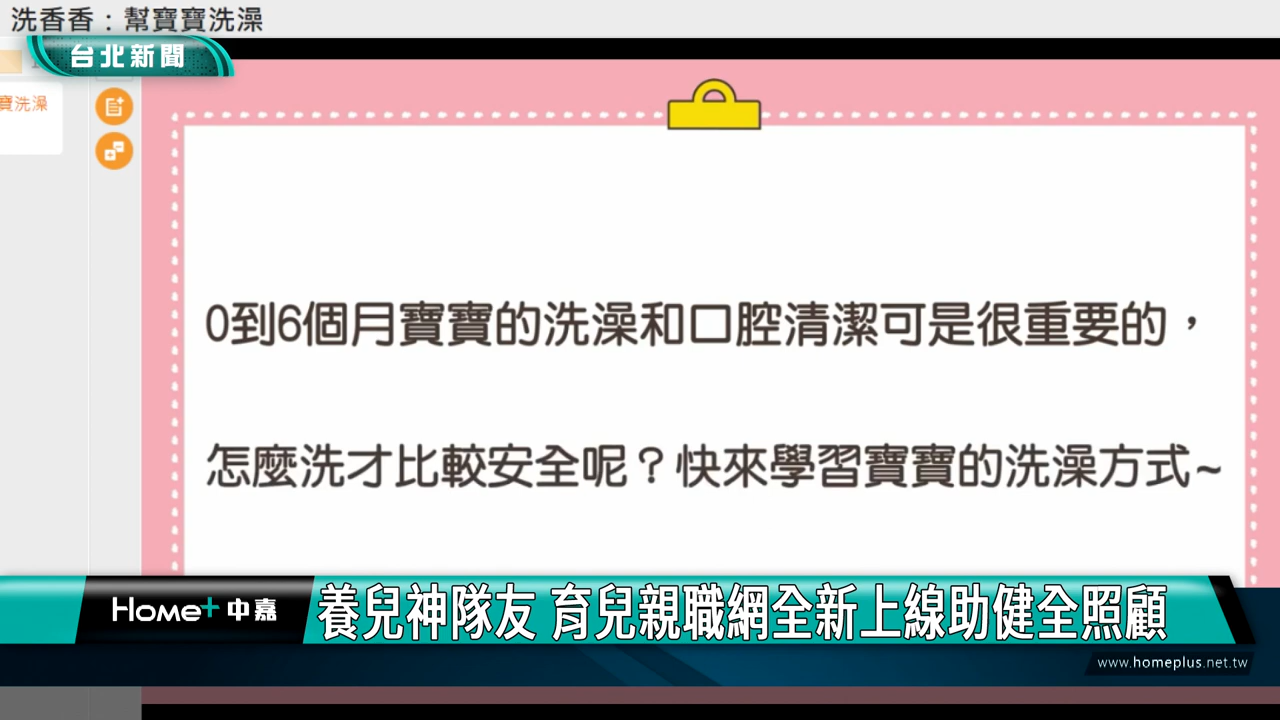 洗香香：幫寶寶洗澡
台北新聞
寶洗澡
0到6個月寶寶的洗澡和口腔清潔可是很重要的，
怎麼洗才比較安全呢？快來學習寶寶的洗澡方式~
Home+中嘉
養兒神隊友 育兒親職網全新上線助健全照顧
www.homeplus.net.tw